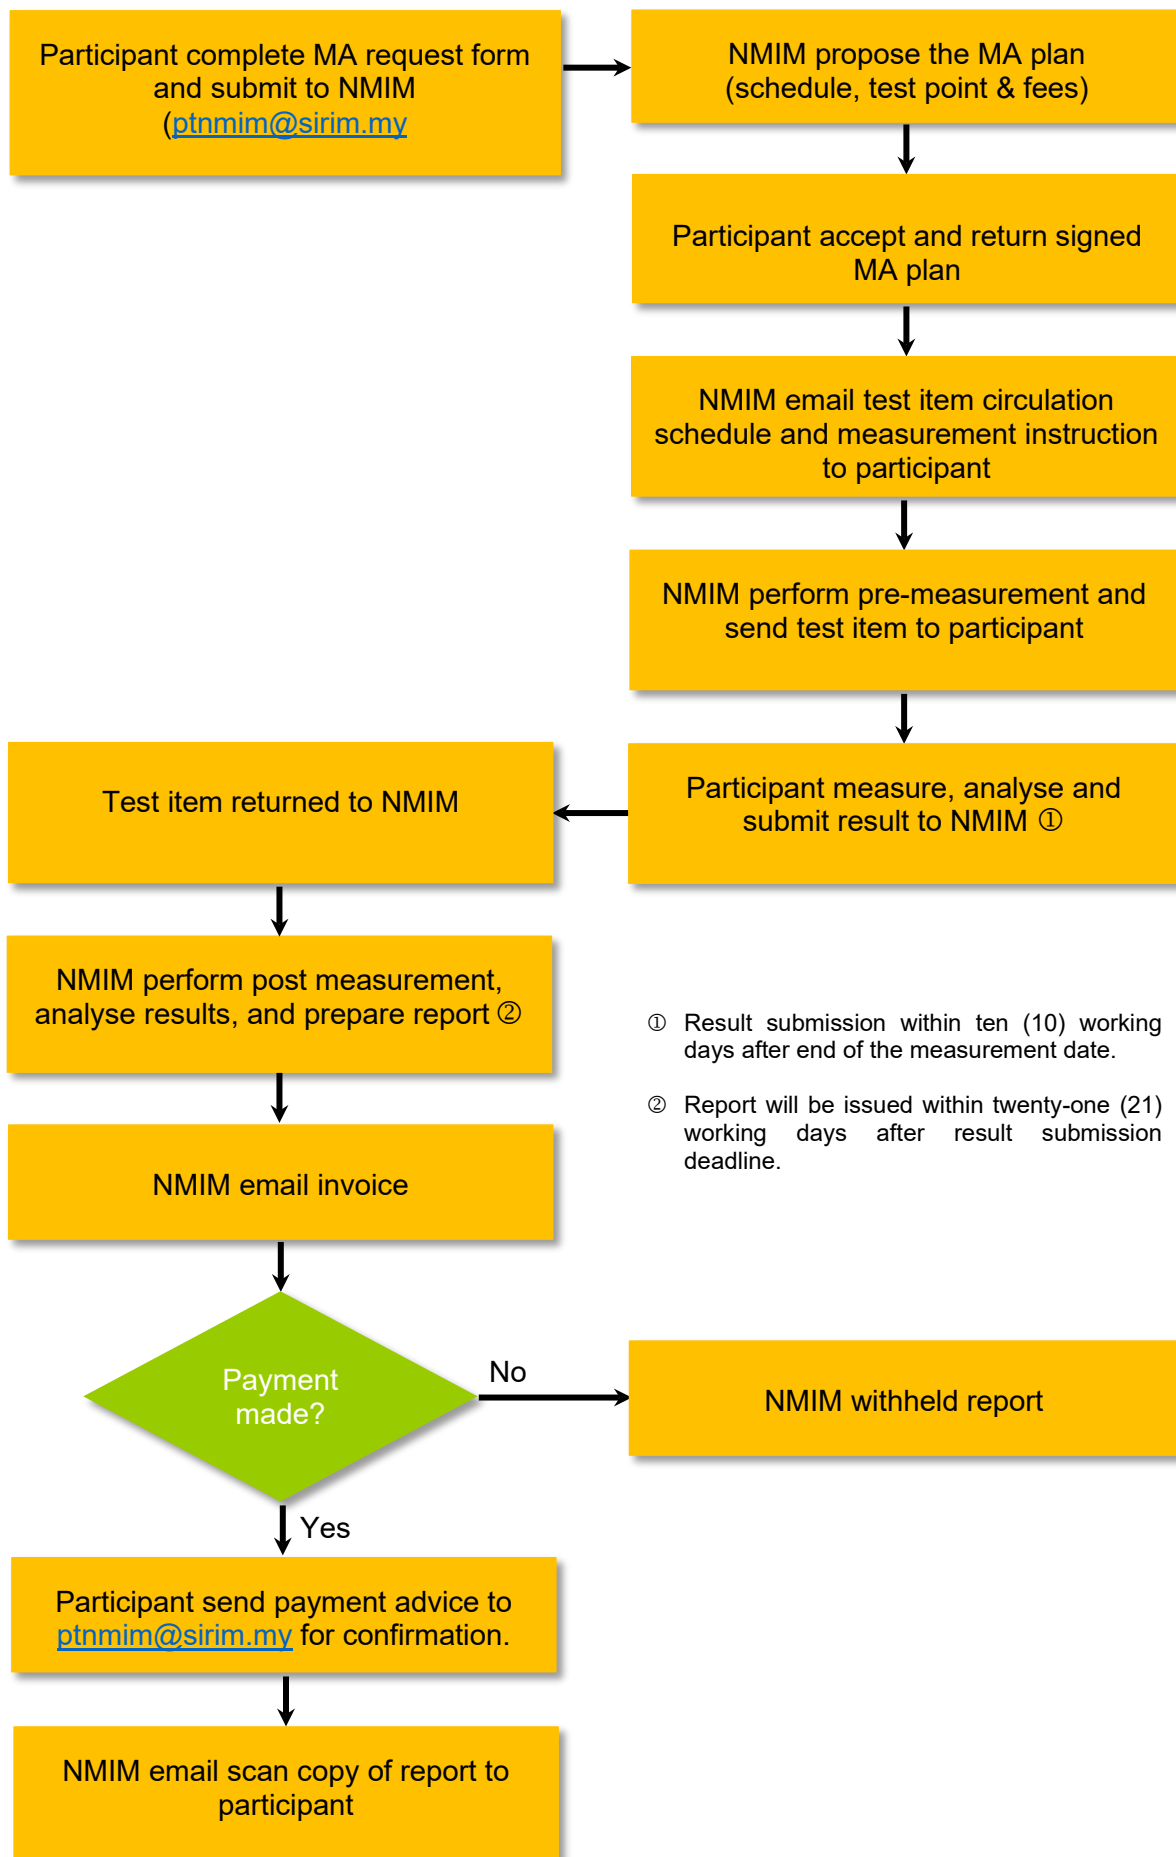 Participant complete MA request form
and submit to NMIM
(ptnmim@sirim.my
NMIM propose the MA plan
(schedule, test point & fees)
Participant accept and return signed
MA plan
NMIM email test item circulation
schedule and measurement instruction
to participant
NMIM perform pre-measurement and
send test item to participant
Participant measure, analyse and
submit result to NMIM ①
Test item returned to NMIM
NMIM perform post measurement,
analyse results, and prepare report ②
① Result submission within ten (10) working
days after end of the measurement date.
② Report will be issued within twenty-one (21)
working days after result submission
deadline.
NMIM email invoice
Payment
made?
No
NMIM withheld report
Yes
Participant send payment advice to
ptnmim@sirim.my for confirmation.
NMIM email scan copy of report to
participant